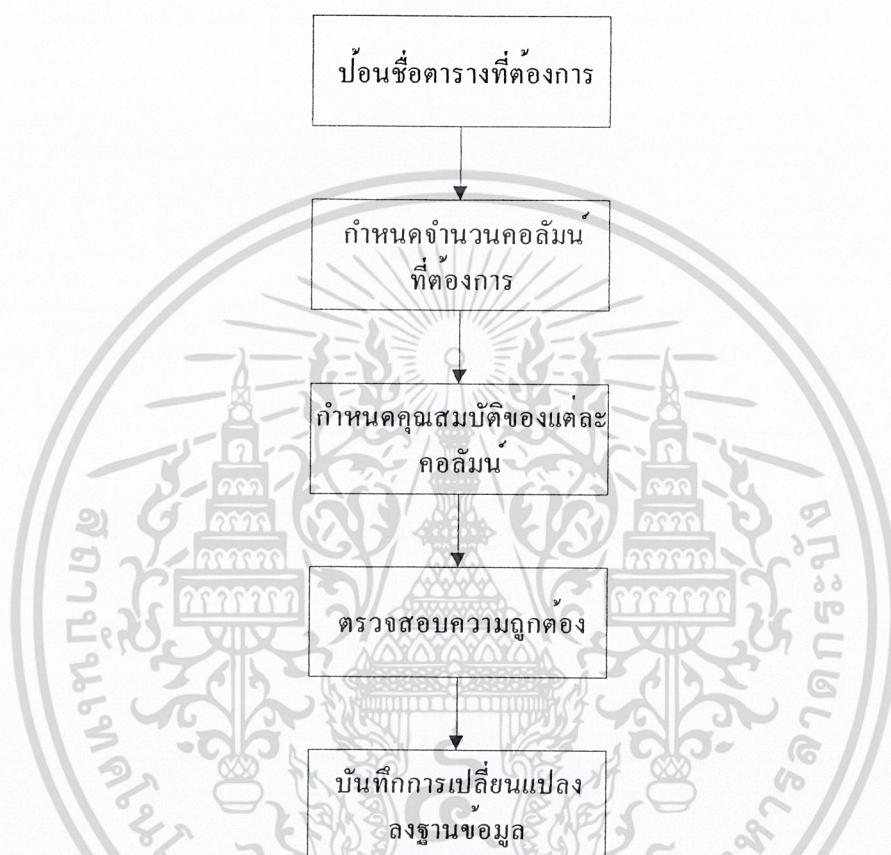 ป้อนชื่อตารางที่ต้องการ
กำหนดจำนวนคอลัมน์
ที่ต้องการ
กำหนดคุณสมบัติของแต่ละ
คอลัมน์
ตรวจสอบความถูกต้อง
บันทึกการเปลี่ยนแปลง
ลงฐานข้อมูล